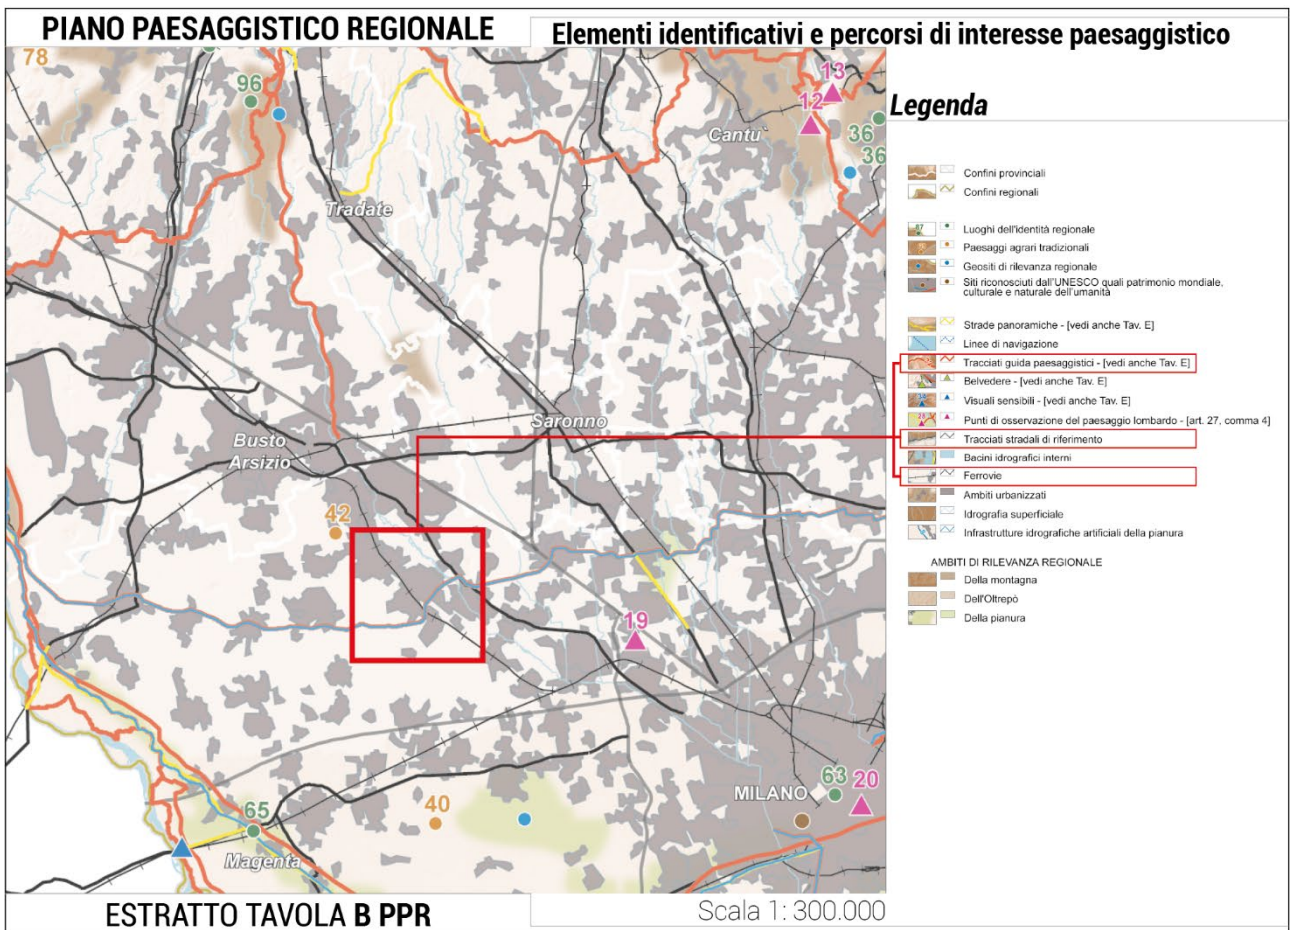 PIANO PAESAGGISTICO REGIONALE
Elementi identificativi e percorsi di interesse paesaggistico
78
96
13
12
36
36
Cantu`
Tradate
Saronno
Busto
Arsizio
42
19
MILANO
63
20
65
40
Magenta
Legenda
Confini provinciali
Confini regionali
Luoghi dell'identità regionale
Paesaggi agrari tradizionali
Geositi di rilevanza regionale
Siti riconosciuti dall'UNESCO quali patrimonio mondiale,
culturale e naturale dell'umanità
Strade panoramiche - [vedi anche Tav. E]
Linee di navigazione
Tracciati guida paesaggistici - [vedi anche Tav. E]
Belvedere - [vedi anche Tav. E]
Visuali sensibili - [vedi anche Tav. E]
Punti di osservazione del paesaggio lombardo - [art. 27, comma 4]
Tracciati stradali di riferimento
Bacini idrografici interni
Ferrovie
Ambiti urbanizzati
Idrografia superficiale
Infrastrutture idrografiche artificiali della pianura
AMBITI DI RILEVANZA REGIONALE
Della montagna
Dell'Oltrepò
Della pianura
ESTRATTO TAVOLA B PPR
Scala 1: 300.000